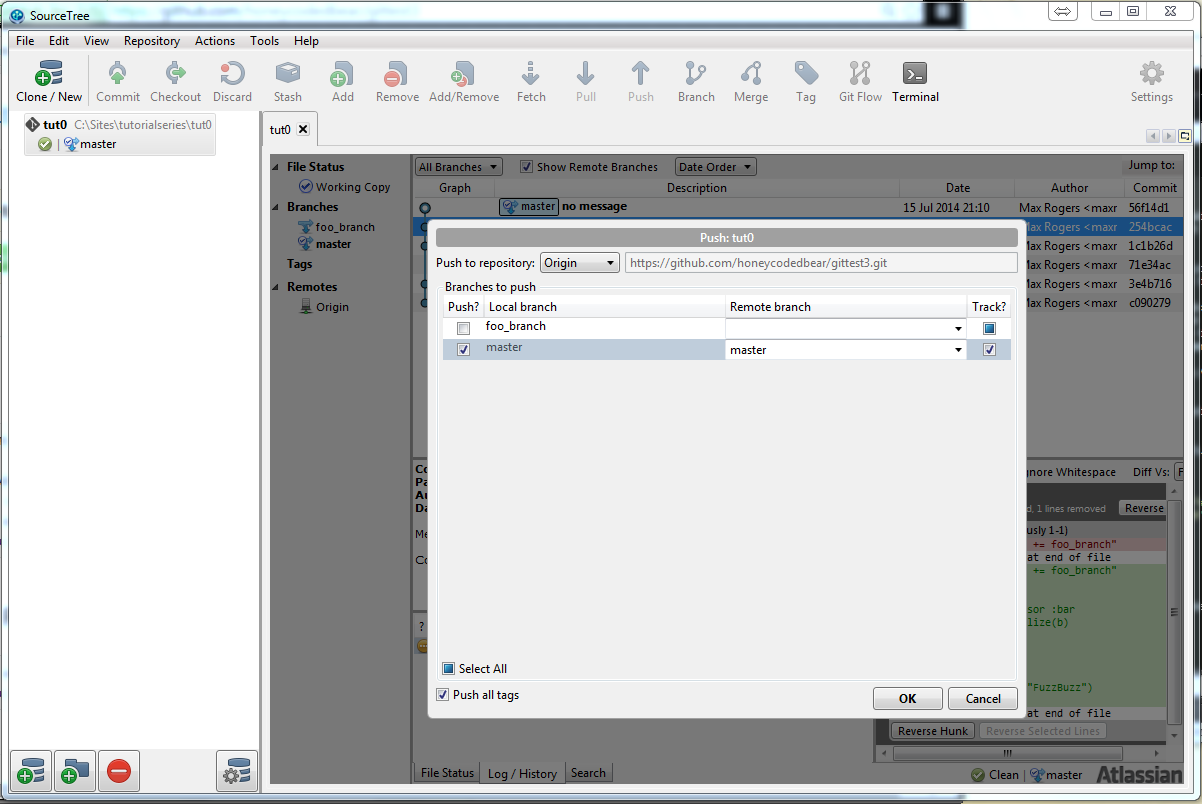 SourceTree
File Edit View Repository Actions Tools Help
Clone / New Commit Checkout Discard Stash Add Remove Add/Remove Fetch Pull Push Branch Merge Tag Git Flow Terminal Settings
tut0 C:\Sites\tutorialseries\tut0
master
tut0
File Status
Working Copy
Branches
foo_branch
master
Tags
Remotes
Origin
All Branches Show Remote Branches Date Order Jump to:
Graph Description Date Author Commit
master no message 15 Jul 2014 21:10 Max Rogers <maxr 56f14d1
Max Rogers <maxr 254bcac
Max Rogers <maxr 1c1b26d
Max Rogers <maxr 71e34ac
Max Rogers <maxr 3e4b716
Max Rogers <maxr c090279
Push: tut0
Push to repository: Origin https://github.com/honeycodedbear/gittest3.git
Branches to push
Push? Local branch Remote branch Track?
foo_branch
master master
Select All
Push all tags
OK Cancel
Co
Pa
Au
Da
Me
Co
?
gnore Whitespace Diff Vs: F
d, 1 lines removed Reverse
usly 1-1)
+= foo_branch"
at end of file
+= foo_branch"
sor :bar
lize(b)
"FuzzBuzz")
at end of file
Reverse Hunk Reverse Selected Lines
File Status Log / History Search
Clean master Atlassian